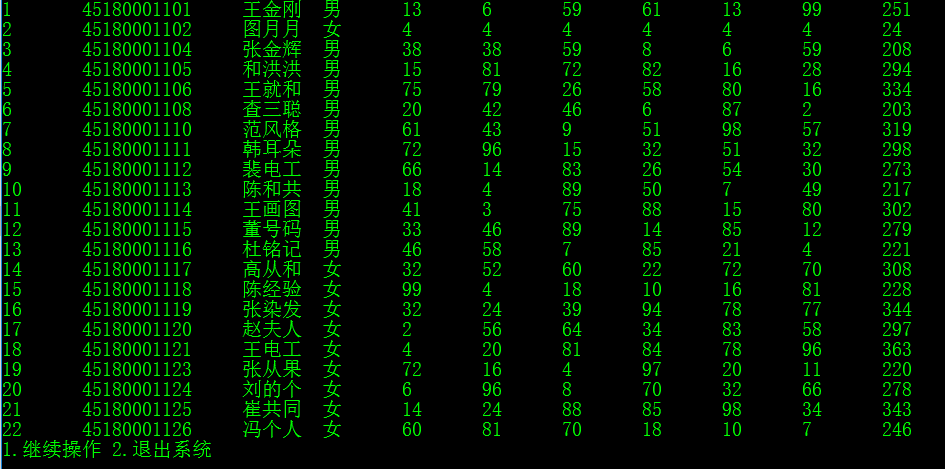 1 45180001101 王金刚 男 13 6 59 61 13 99 251
2 45180001102 图月月 女 4 4 4 4 4 4 24
3 45180001104 张金辉 男 38 38 59 8 6 59 208
4 45180001105 和洪洪 男 15 81 72 82 16 28 294
5 45180001106 王就和 男 75 79 26 58 80 16 334
6 45180001108 查三聪 男 20 42 46 6 87 2 203
7 45180001110 范风格 男 61 43 9 51 98 57 319
8 45180001111 韩耳朵 男 72 96 15 32 51 32 298
9 45180001112 裴电工 男 66 14 83 26 54 30 273
10 45180001113 陈和共 男 18 4 89 50 7 49 217
11 45180001114 王画图 男 41 3 75 88 15 80 302
12 45180001115 董号码 男 33 46 89 14 85 12 279
13 45180001116 杜铭记 男 46 58 7 85 21 4 221
14 45180001117 高从和 女 32 52 60 22 72 70 308
15 45180001118 陈经验 女 99 4 18 10 16 81 228
16 45180001119 张染发 女 32 24 39 94 78 77 344
17 45180001120 赵夫人 女 2 56 64 34 83 58 297
18 45180001121 王电工 女 4 20 81 84 78 96 363
19 45180001123 张从果 女 72 16 4 97 20 11 220
20 45180001124 刘的个 女 6 96 8 70 32 66 278
21 45180001125 崔共同 女 14 24 88 85 98 34 343
22 45180001126 冯个人 女 60 81 70 18 10 7 246
1.继续操作 2.退出系统